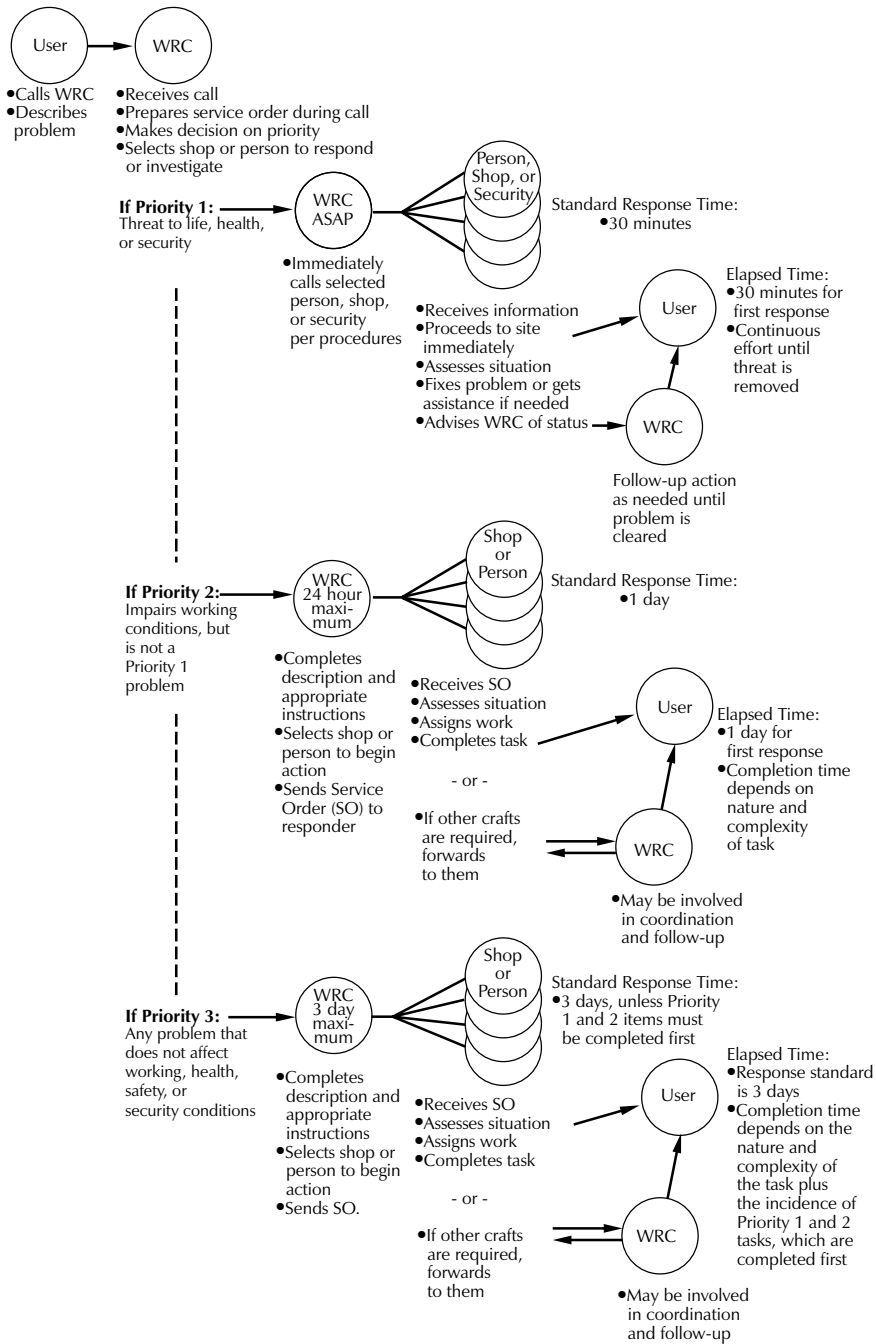 User
WRC
●Calls WRC
●Describes
problem
●Receives call
●Prepares service order during call
●Makes decision on priority
●Selects shop or person to respond
or investigate
If Priority 1:
Threat to life, health,
or security
WRC
ASAP
●Immediately
calls selected
person, shop,
or security
per procedures
Person,
Shop, or
Security
Standard Response Time:
●30 minutes
●Receives information
●Proceeds to site
immediately
●Assesses situation
●Fixes problem or gets
assistance if needed
●Advises WRC of status
User
Elapsed Time:
●30 minutes for
first response
●Continuous
effort until
threat is
removed
WRC
Follow-up action
as needed until
problem is
cleared
If Priority 2:
Impairs working
conditions, but
is not a
Priority 1
problem
WRC
24 hour
maxi-
mum
●Completes
description and
appropriate
instructions
●Selects shop or
person to begin
action
●Sends Service
Order (SO) to
responder
Shop
or
Person
Standard Response Time:
●1 day
●Receives SO
●Assesses situation
●Assigns work
●Completes task
- or -
●If other crafts
are required,
forwards
to them
User
Elapsed Time:
●1 day for
first response
●Completion time
depends on
nature and
complexity
of task
WRC
●May be involved
in coordination
and follow-up
If Priority 3:
Any problem that
does not affect
working, health,
safety, or
security conditions
WRC
3 day
maxi-
mum
●Completes
description and
appropriate
instructions
●Selects shop or
person to begin
action
●Sends SO.
Shop
or
Person
Standard Response Time:
●3 days, unless Priority
1 and 2 items must
be completed first
●Receives SO
●Assesses situation
●Assigns work
●Completes task
- or -
●If other crafts
are required,
forwards
to them
User
Elapsed Time:
●Response standard
is 3 days
●Completion time
depends on the
nature and
complexity of
the task plus
the incidence of
Priority 1 and 2
tasks, which are
completed first
WRC
●May be involved
in coordination
and follow-up